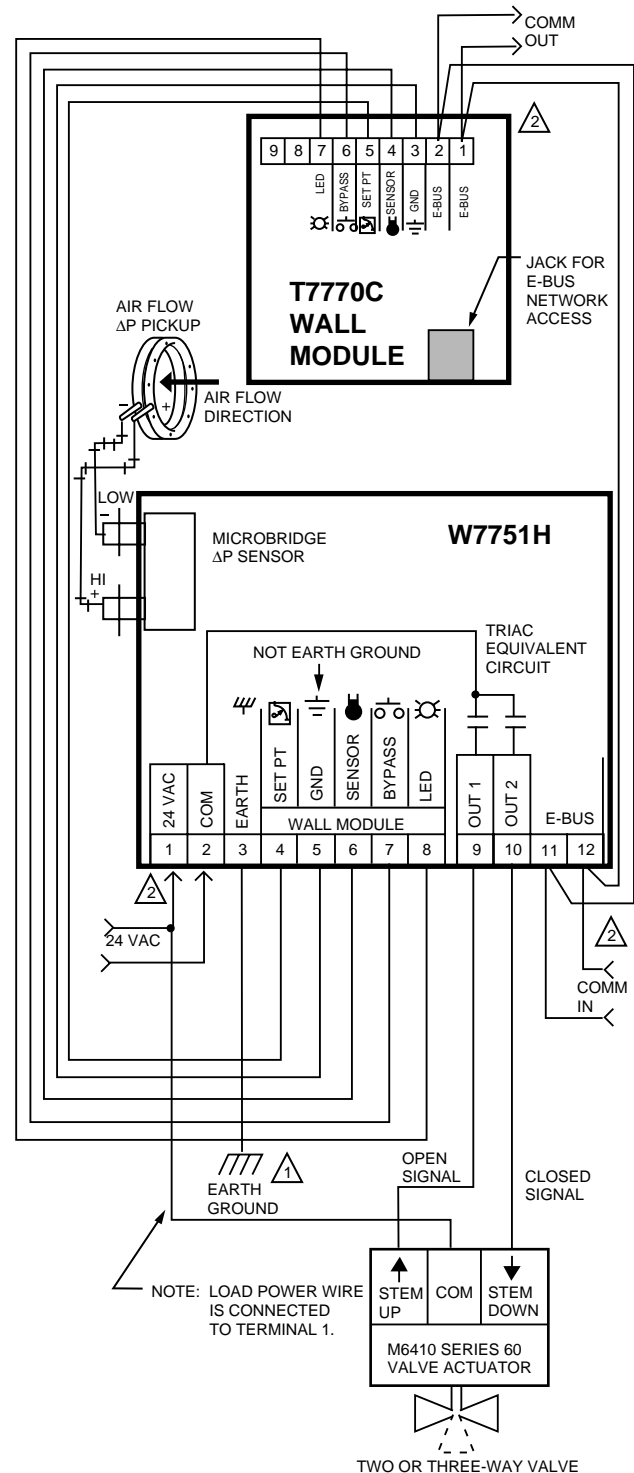 COMM
OUT
2
9 8 7 6 5 4 3 2 1
LED
BYPASS
SET PT
SENSOR
GND
E-BUS
E-BUS
T7770C
WALL
MODULE
JACK FOR
E-BUS
NETWORK
ACCESS
AIR FLOW
ΔP PICKUP
- +
AIR FLOW
DIRECTION
LOW
-
HI
+
MICROBRIDGE
ΔP SENSOR
W7751H
TRIAC
EQUIVALENT
CIRCUIT
NOT EARTH GROUND
24 VAC
COM
EARTH
SET PT
GND
SENSOR
BYPASS
LED
WALL MODULE
OUT 1
OUT 2
E-BUS
1 2 3 4 5 6 7 8 9 10 11 12
2
24 VAC
2
COMM
IN
EARTH
GROUND
1
OPEN
SIGNAL
CLOSED
SIGNAL
NOTE: LOAD POWER WIRE
IS CONNECTED
TO TERMINAL 1.
STEM
UP
COM
STEM
DOWN
M6410 SERIES 60
VALVE ACTUATOR
TWO OR THREE-WAY VALVE